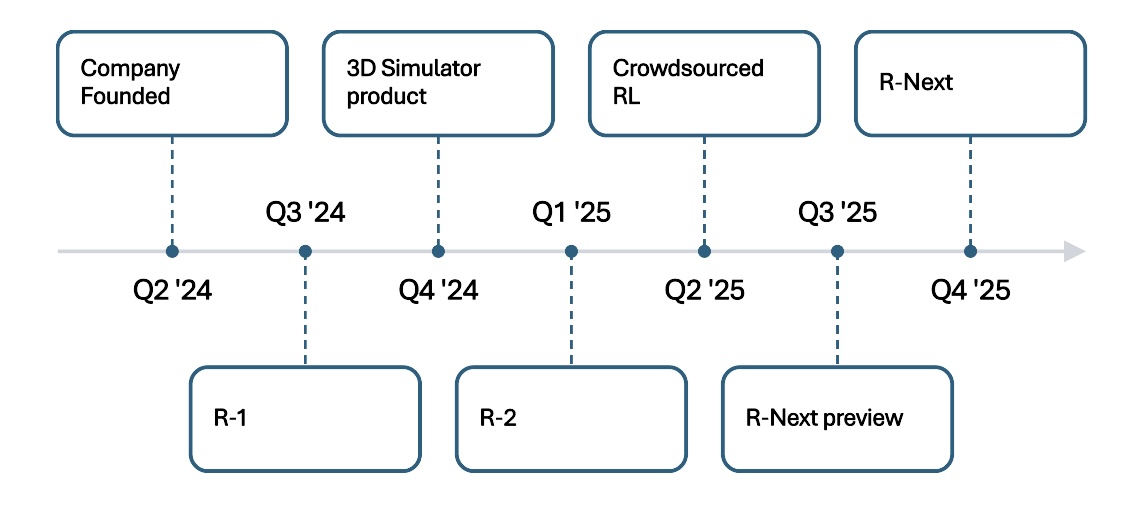 Company
Founded
3D Simulator
product
Crowdsourced
RL
R-Next
Q3 '24
Q1 '25
Q3 '25
Q2 '24
Q4 '24
Q2 '25
Q4 '25
R-1
R-2
R-Next preview